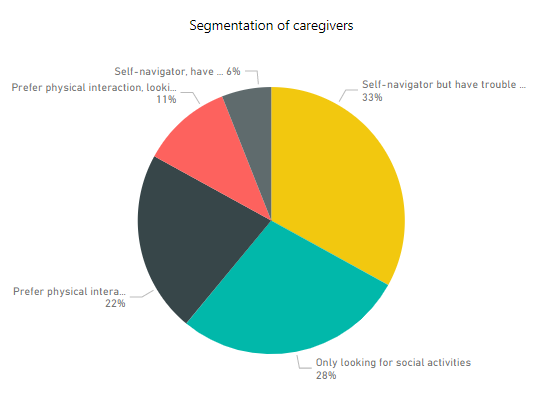 Segmentation of caregivers
Self-navigator, have ... 6%
Prefer physical interaction, looki...
11%
Self-navigator but have trouble ...
33%
Prefer physical intera...
22%
Only looking for social activities
28%